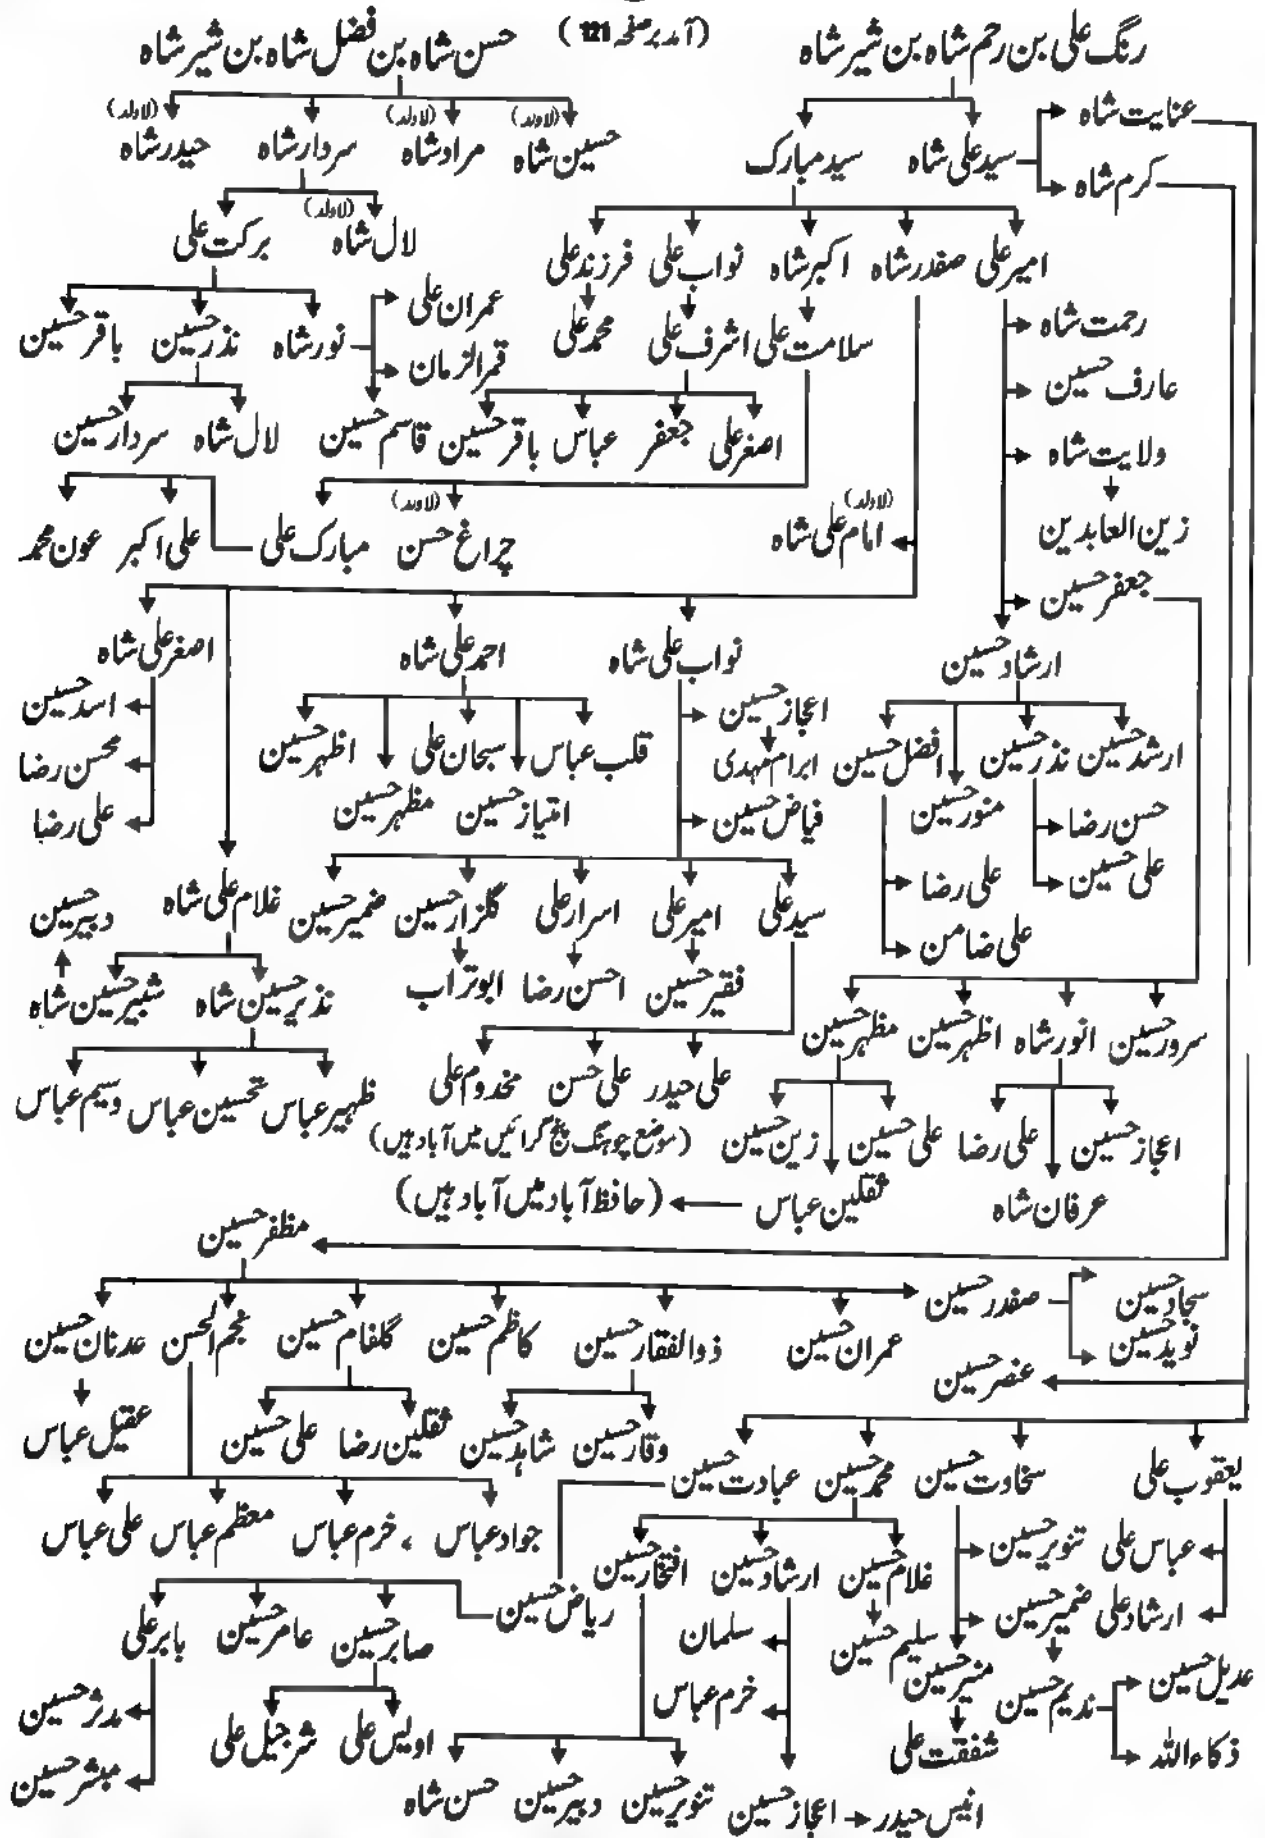 رنگ علی بن رحم شاہ بن شیر شاہ (آمد بر صفحہ 121) حسن شاہ بن فضل شاہ بن شیر شاہ
عنایت شاہ
(لاولد) (لاولد) (لاولد)
کرم شاہ سید علی شاہ سید مبارک حسین شاہ مراد شاہ سردار شاہ حیدر شاہ
(لاولد)
لال شاہ برکت علی
امیر علی صفدر شاہ اکبر شاہ نواب علی فرزند علی
عمران علی
رحمت شاہ سلامت علی اشرف علی محمد علی نور شاہ نذر حسین باقر حسین
قمر الزمان
عارف حسین
اصغر علی جعفر عباس باقر حسین قاسم حسین لال شاہ سردار حسین
ولایت شاہ
(لاولد) (لاولد)
زین العابدین امام علی شاہ چراغ حسن مبارک علی علی اکبر عون محمد
جعفر حسین
ارشاد حسین نواب علی شاہ احمد علی شاہ اصغر علی شاہ
اعجاز حسین اسد حسین
ارشد حسین نذر حسین افضل حسین ابرام مہدی قلب عباس سبحان علی اظہر حسین محسن رضا
حسن رضا منور حسین فیاض حسین امتیاز حسین مظہر حسین علی رضا
علی حسین علی رضا
سید علی امیر علی اسرار علی گلزار حسین ضمیر حسین غلام علی شاہ دبیر حسین
علی ضامن
فقیر حسین احسن رضا ابوتراب نذیر حسین شاہ شبیر حسین شاہ
سرور حسین انور شاہ اظہر حسین مظہر حسین
علی حیدر علی حسن مخدوم علی ظہیر عباس تحسین عباس وسیم عباس
اعجاز حسین علی رضا علی حسین زین حسین (موضع چوہنگ پنج گرائیں میں آباد ہیں)
عرفان شاہ ثقلین عباس (حافظ آباد میں آباد ہیں)
مظفر حسین
سجاد حسین
صفدر حسین عمران حسین ذوالفقار حسین کاظم حسین گلفام حسین نجم الحسن عدنان حسین
نوید حسین
عنصر حسین
وقار حسین شاہد حسین ثقلین رضا علی حسین عقیل عباس
یعقوب علی سخاوت حسین محمد حسین عبادت حسین
جواد عباس ، خرم عباس معظم عباس علی عباس
عباس علی تنویر حسین غلام حسین ارشاد حسین افتخار حسین
ارشاد علی ضمیر حسین سلیم حسین سلمان ریاض حسین صابر حسین عامر حسین بابر علی
عدیل حسین ندیم حسین منیر حسین خرم عباس مدثر حسین
ذکاء اللہ شفقت علی اویس علی شرجیل علی
مبشر حسین
انیس حیدر اعجاز حسین تنویر حسین دبیر حسین حسن شاہ